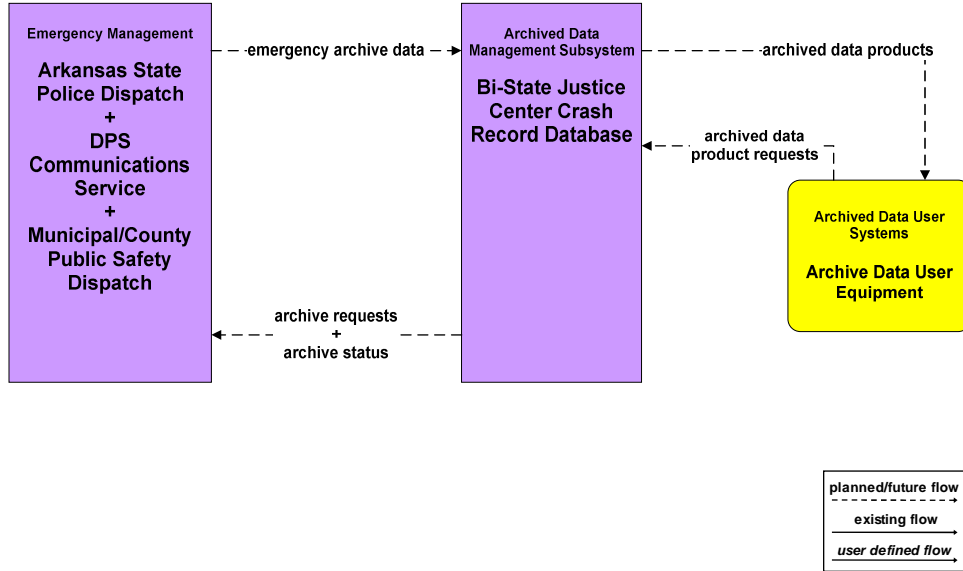 Emergency Management
Arkansas State
Police Dispatch
+
DPS
Communications
Service
+
Municipal/County
Public Safety
Dispatch
emergency archive data
Archived Data
Management Subsystem
Bi-State Justice
Center Crash
Record Database
archived data products
archived data
product requests
Archived Data User
Systems
Archive Data User
Equipment
archive requests
+
archive status
planned/future flow
existing flow
user defined flow